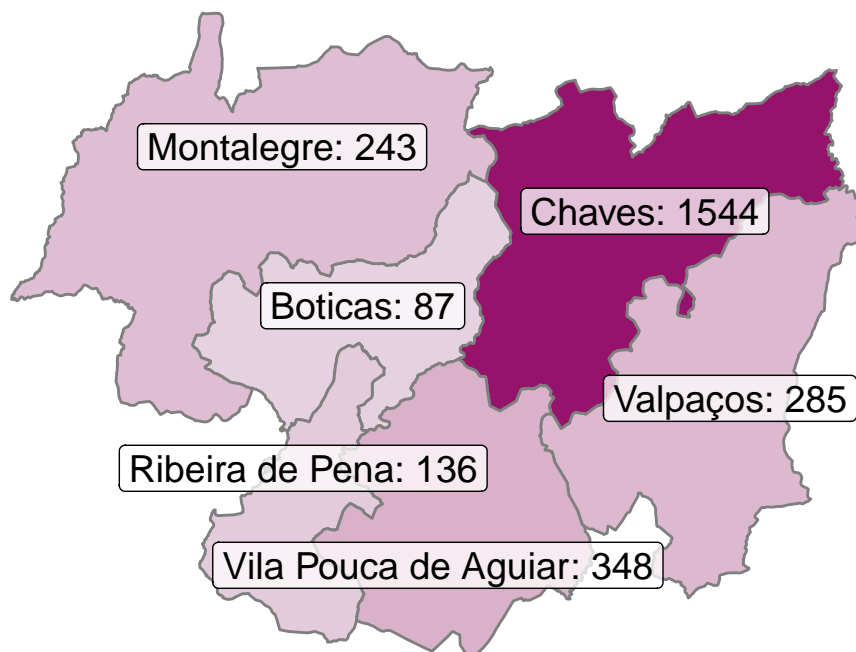 Montalegre: 243
Chaves: 1544
Boticas: 87
Valpaços: 285
Ribeira de Pena: 136
Vila Pouca de Aguiar: 348